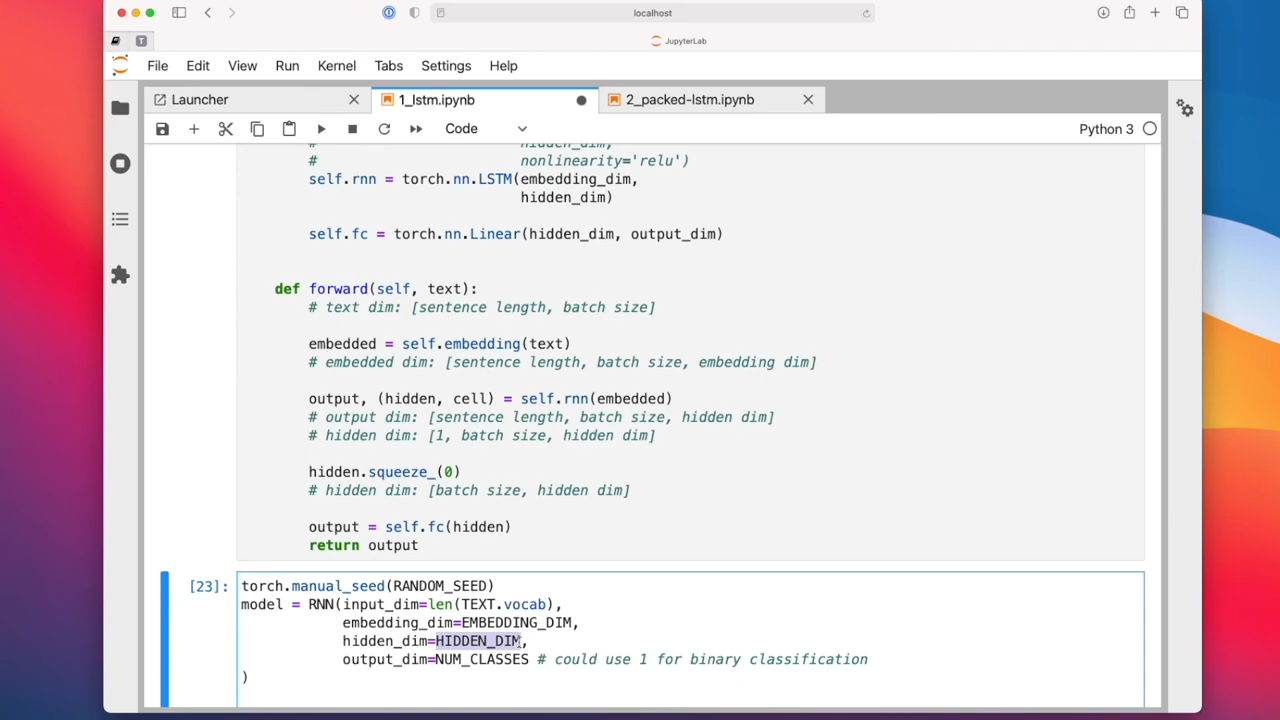 localhost
T
JupyterLab
File Edit View Run Kernel Tabs Settings Help
Launcher 1_lstm.ipynb 2_packed-lstm.ipynb
Code Python 3
# hidden_dim,
# nonlinearity='relu')
self.rnn = torch.nn.LSTM(embedding_dim,
hidden_dim)
self.fc = torch.nn.Linear(hidden_dim, output_dim)
def forward(self, text):
# text dim: [sentence length, batch size]
embedded = self.embedding(text)
# embedded dim: [sentence length, batch size, embedding dim]
output, (hidden, cell) = self.rnn(embedded)
# output dim: [sentence length, batch size, hidden dim]
# hidden dim: [1, batch size, hidden dim]
hidden.squeeze_(0)
# hidden dim: [batch size, hidden dim]
output = self.fc(hidden)
return output
[23]: torch.manual_seed(RANDOM_SEED)
model = RNN(input_dim=len(TEXT.vocab),
embedding_dim=EMBEDDING_DIM,
hidden_dim=HIDDEN_DIM,
output_dim=NUM_CLASSES # could use 1 for binary classification
)